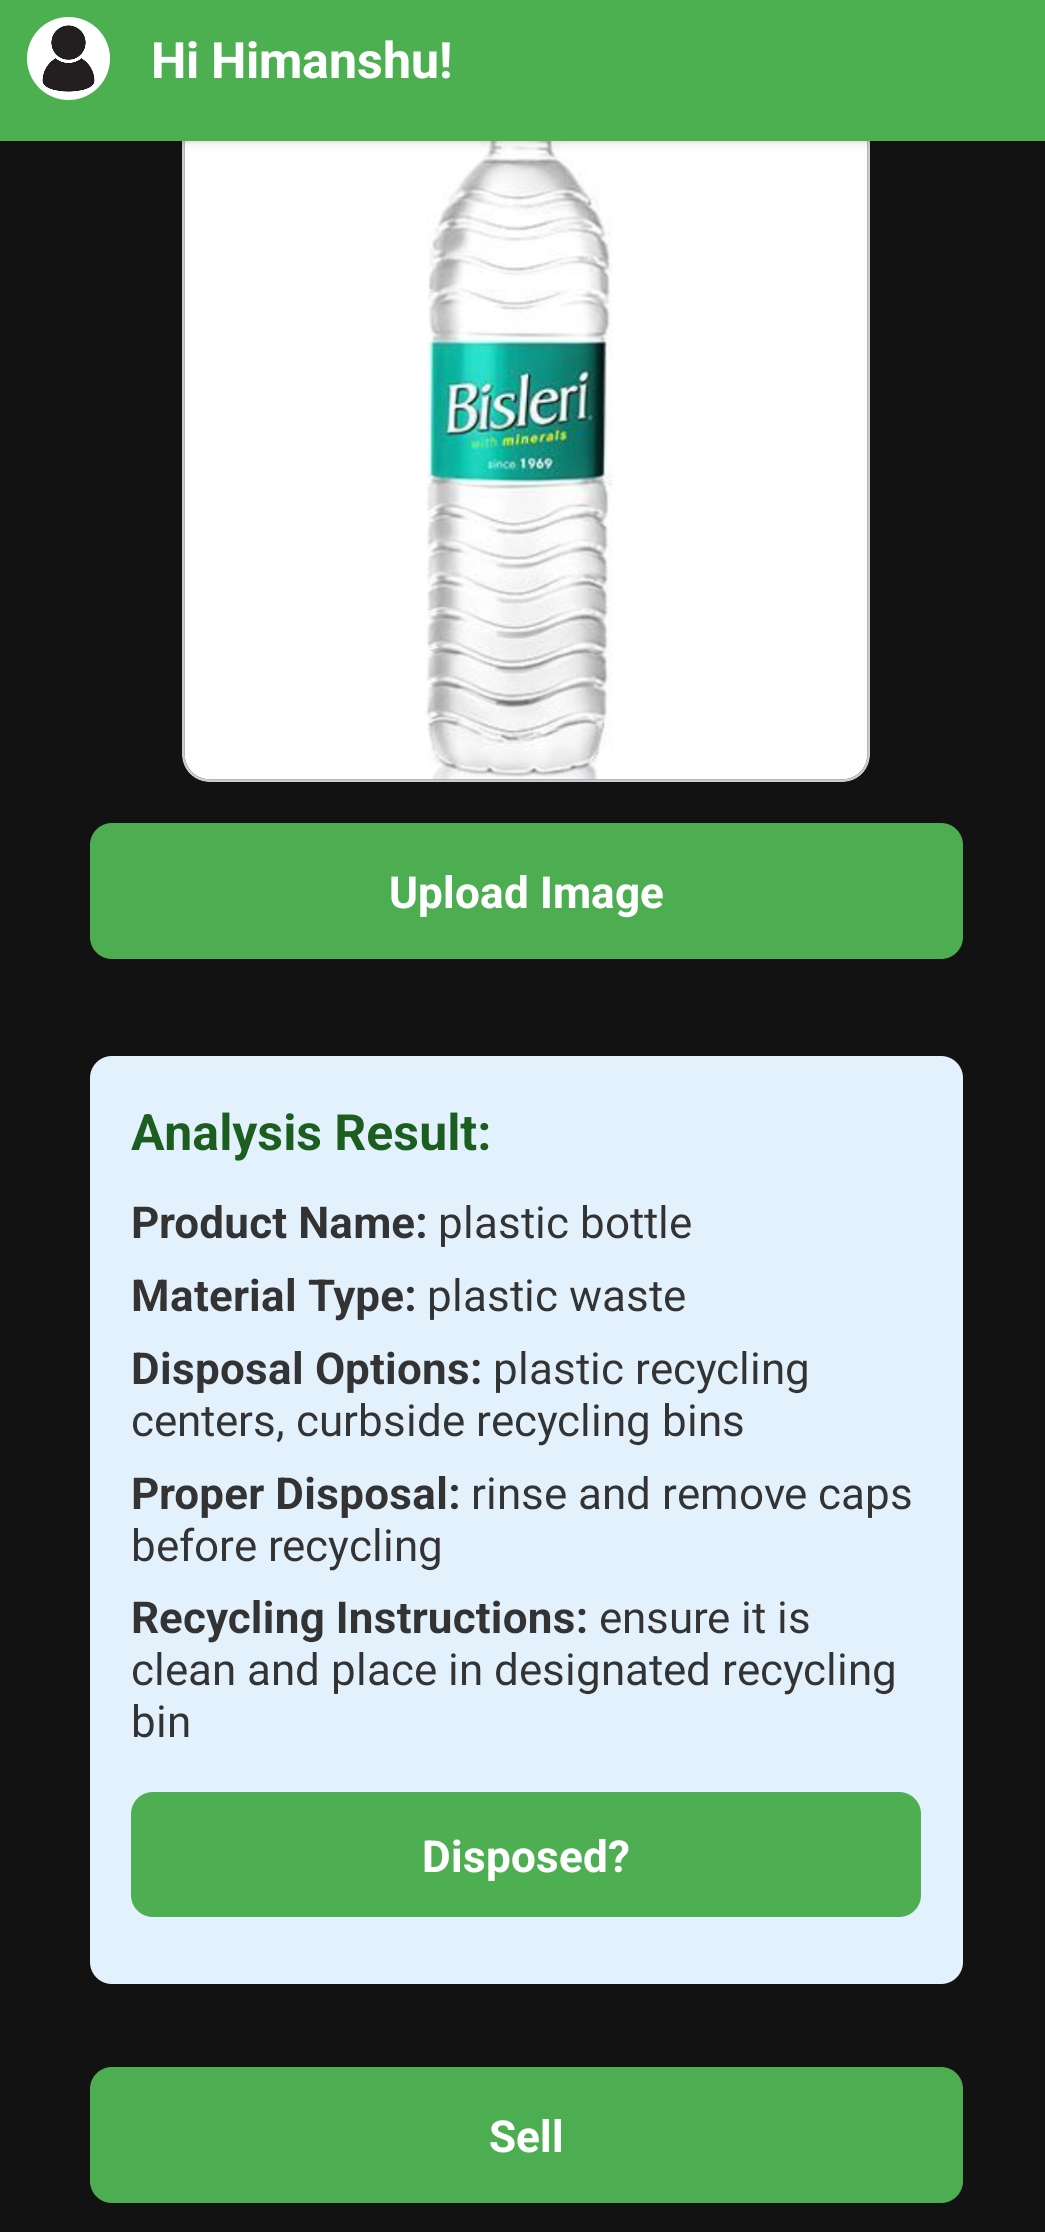 Hi Himanshu!
Bisleri
with minerals
since 1969
Upload Image
Analysis Result:
Product Name: plastic bottle
Material Type: plastic waste
Disposal Options: plastic recycling
centers, curbside recycling bins
Proper Disposal: rinse and remove caps
before recycling
Recycling Instructions: ensure it is
clean and place in designated recycling
bin
Disposed?
Sell